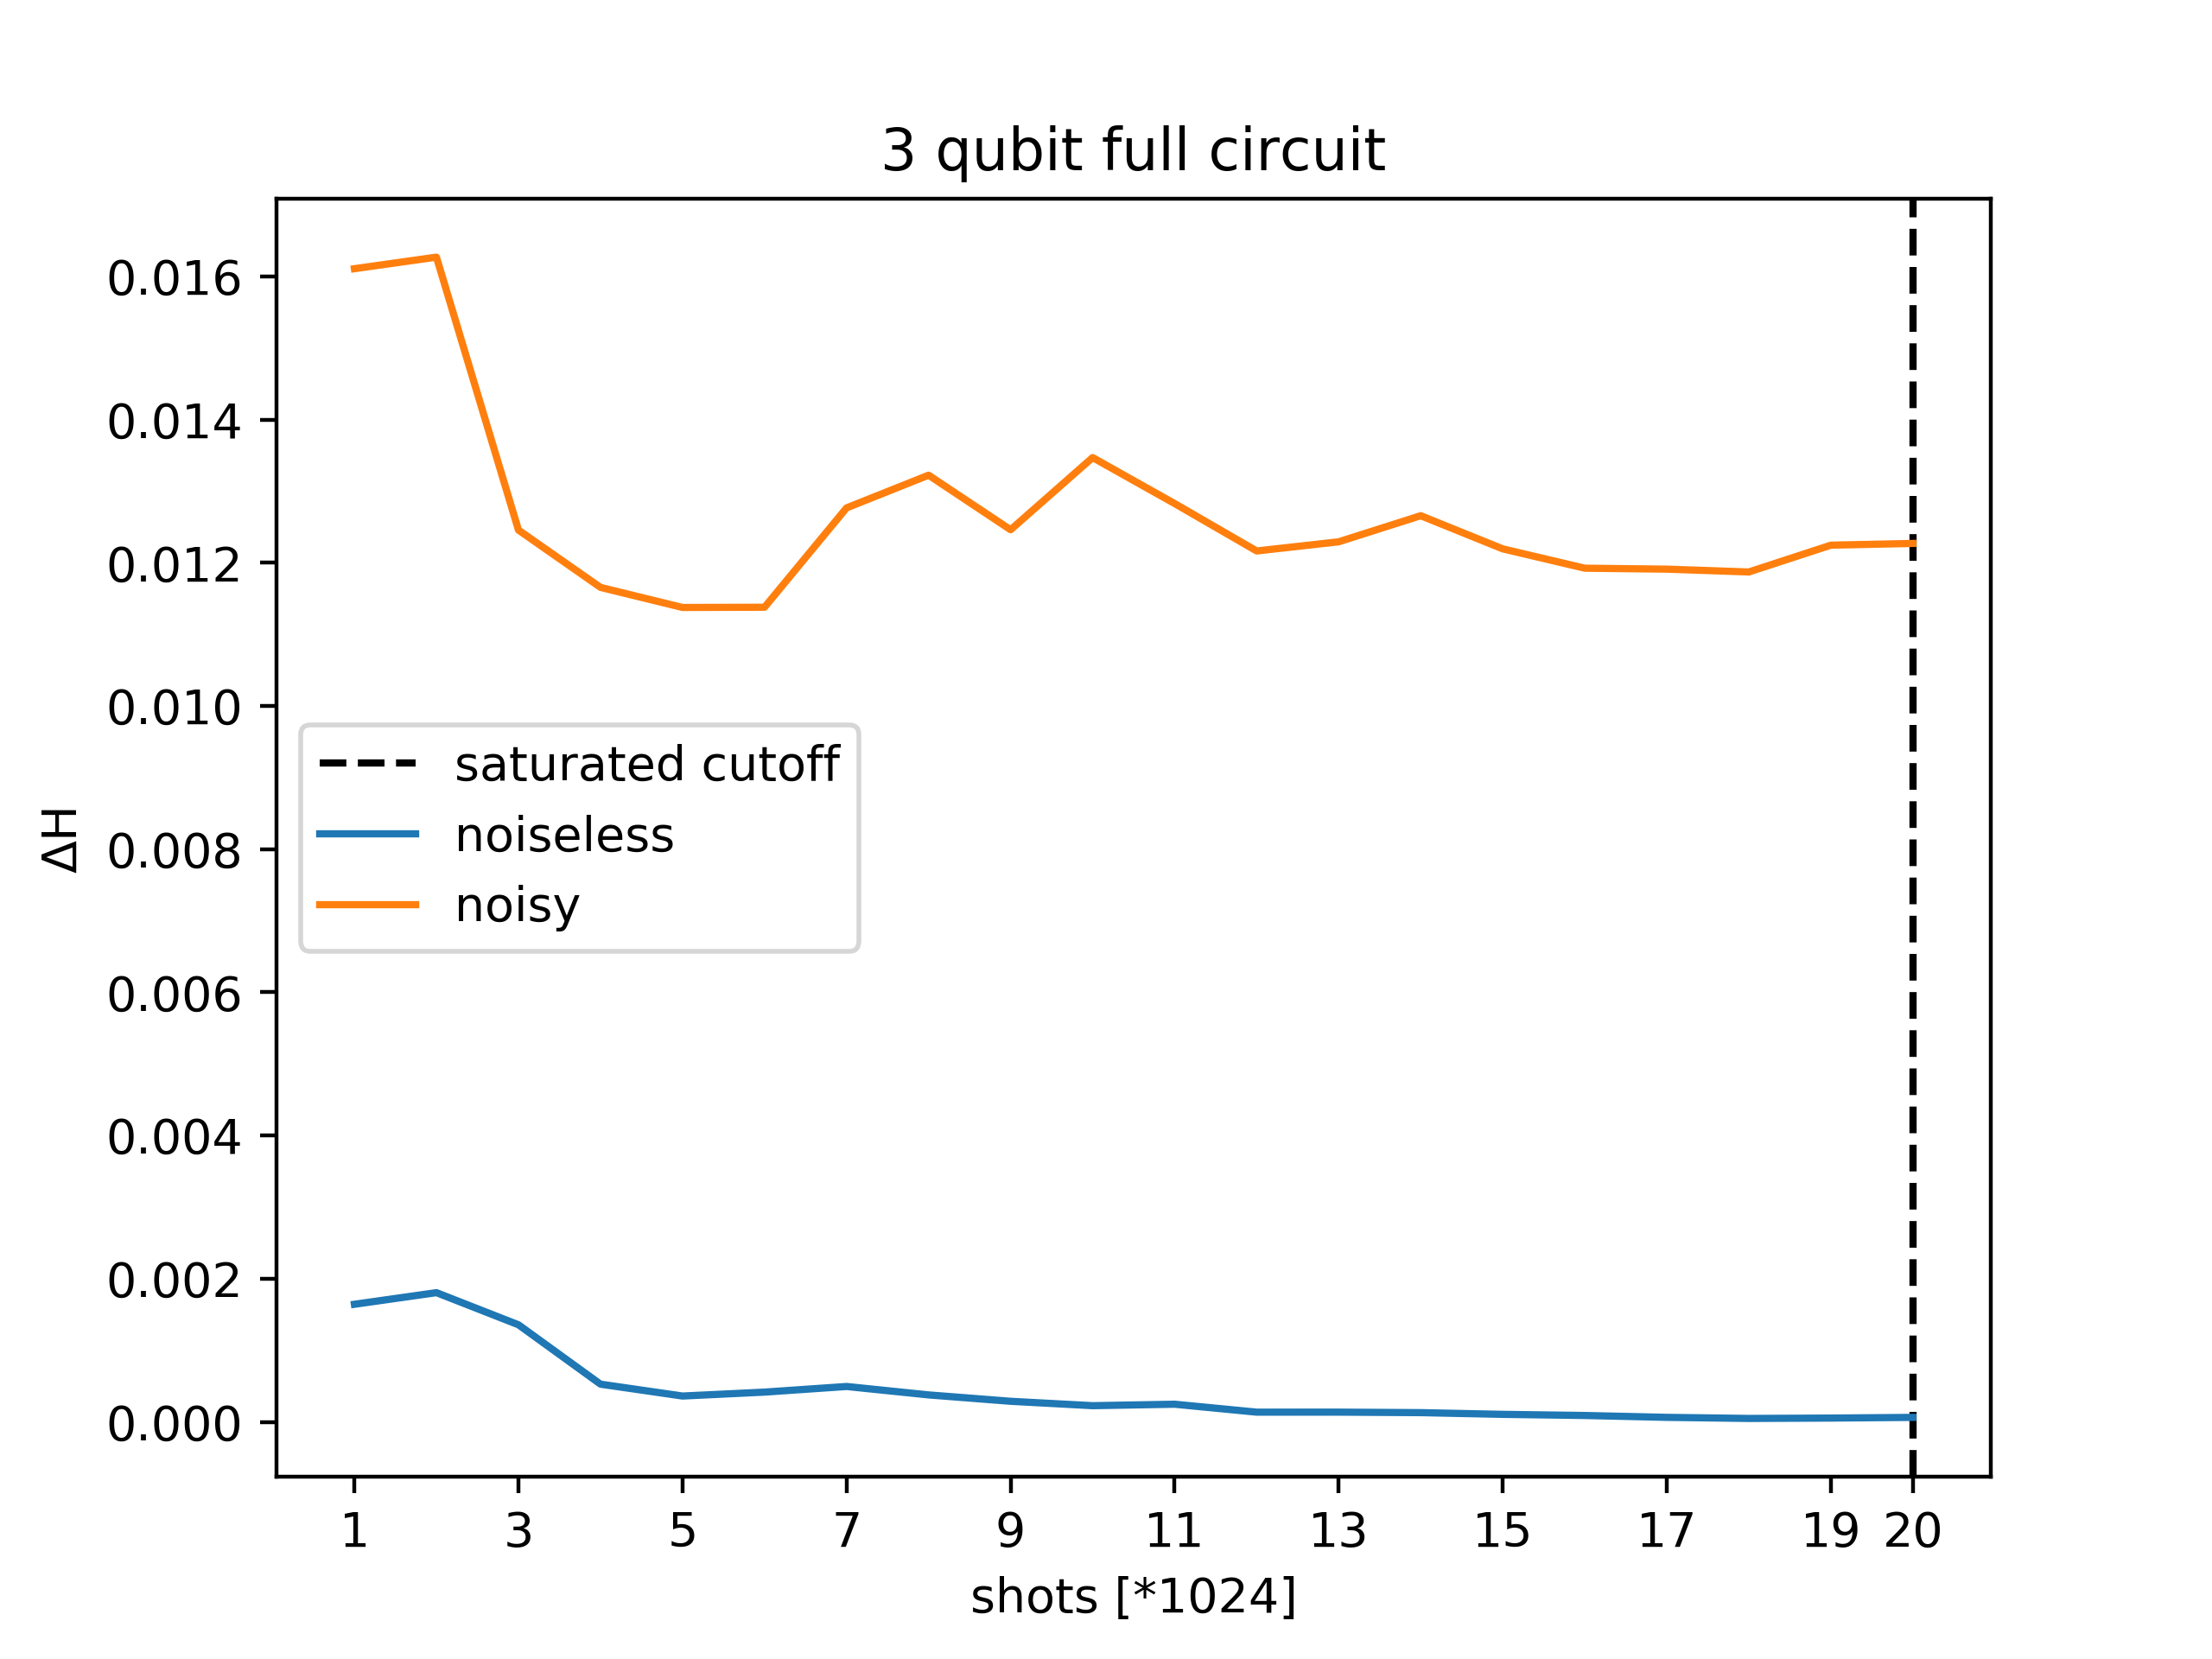 3 qubit full circuit
0.016
0.014
0.012
0.010
0.008
0.006
0.004
0.002
0.000
ΔH
saturated cutoff
noiseless
noisy
1 3 5 7 9 11 13 15 17 19 20
shots [*1024]